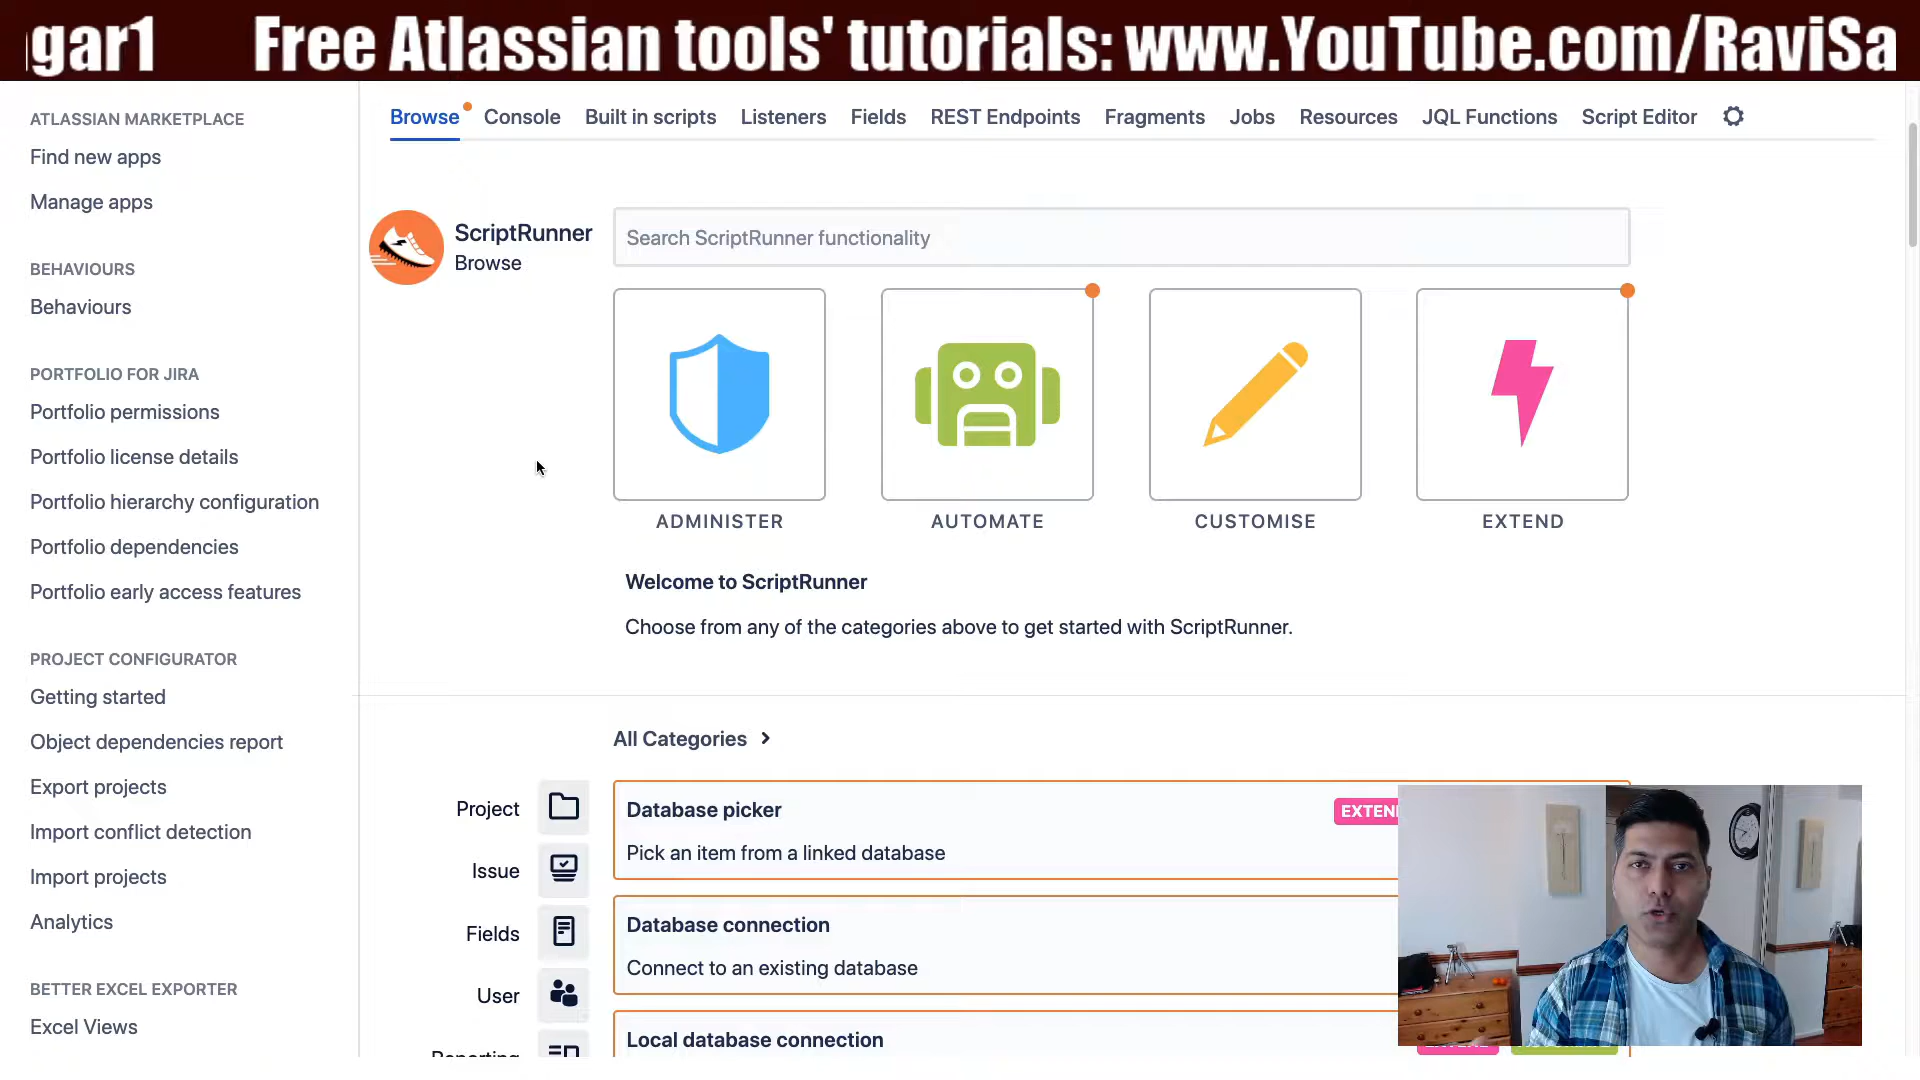 gar1 Free Atlassian tools' tutorials: www.YouTube.com/RaviSa
ATLASSIAN MARKETPLACE
Find new apps
Manage apps
BEHAVIOURS
Behaviours
PORTFOLIO FOR JIRA
Portfolio permissions
Portfolio license details
Portfolio hierarchy configuration
Portfolio dependencies
Portfolio early access features
PROJECT CONFIGURATOR
Getting started
Object dependencies report
Export projects
Import conflict detection
Import projects
Analytics
BETTER EXCEL EXPORTER
Excel Views
Browse Console Built in scripts Listeners Fields REST Endpoints Fragments Jobs Resources JQL Functions Script Editor
ScriptRunner
Browse
Search ScriptRunner functionality
ADMINISTER AUTOMATE CUSTOMISE EXTEND
Welcome to ScriptRunner
Choose from any of the categories above to get started with ScriptRunner.
All Categories
Project
Issue
Fields
User
Reporting
Database picker EXTEN
Pick an item from a linked database
Database connection
Connect to an existing database
Local database connection